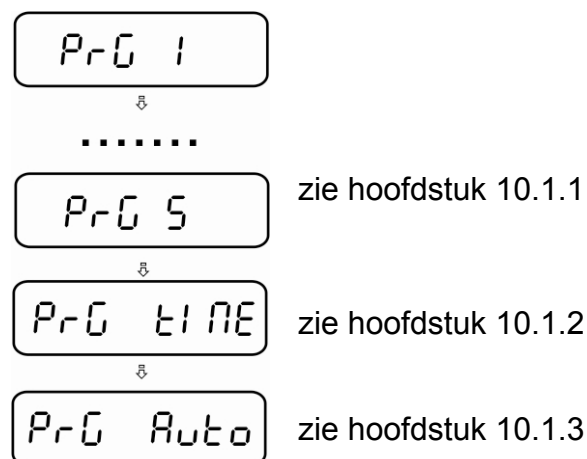 PrG 1
.......
PrG 5
zie hoofdstuk 10.1.1
PrG tIME
zie hoofdstuk 10.1.2
PrG Auto
zie hoofdstuk 10.1.3